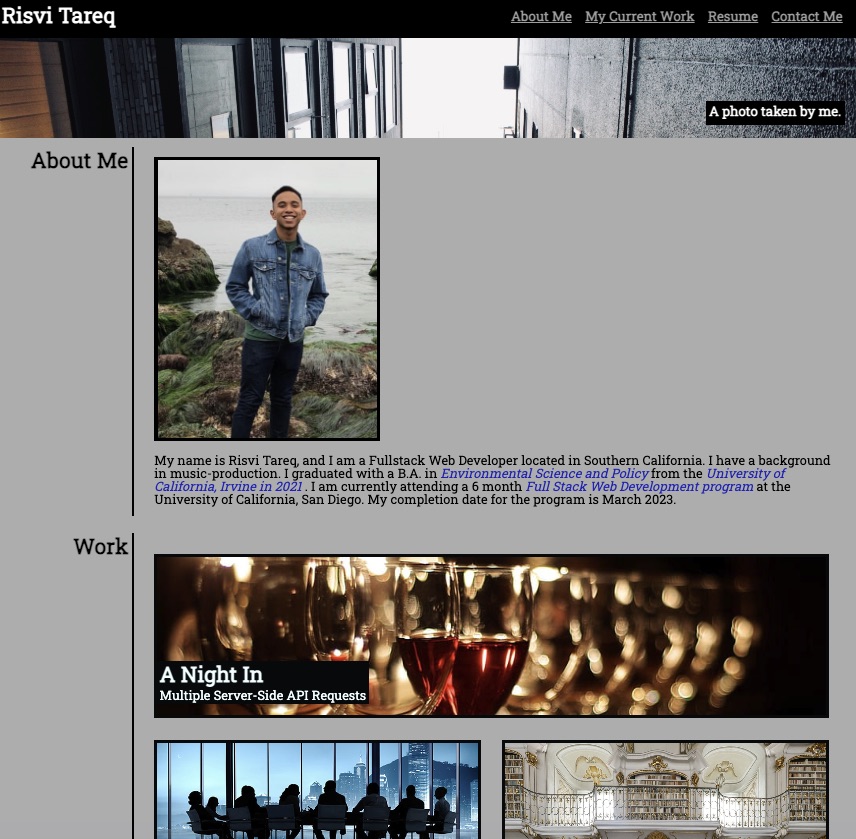 Risvi Tareq
About Me My Current Work Resume Contact Me
A photo taken by me.
About Me
My name is Risvi Tareq, and I am a Fullstack Web Developer located in Southern California. I have a background
in music-production. I graduated with a B.A. in Environmental Science and Policy from the University of
California, Irvine in 2021 . I am currently attending a 6 month Full Stack Web Development program at the
University of California, San Diego. My completion date for the program is March 2023.
Work
A Night In
Multiple Server-Side API Requests